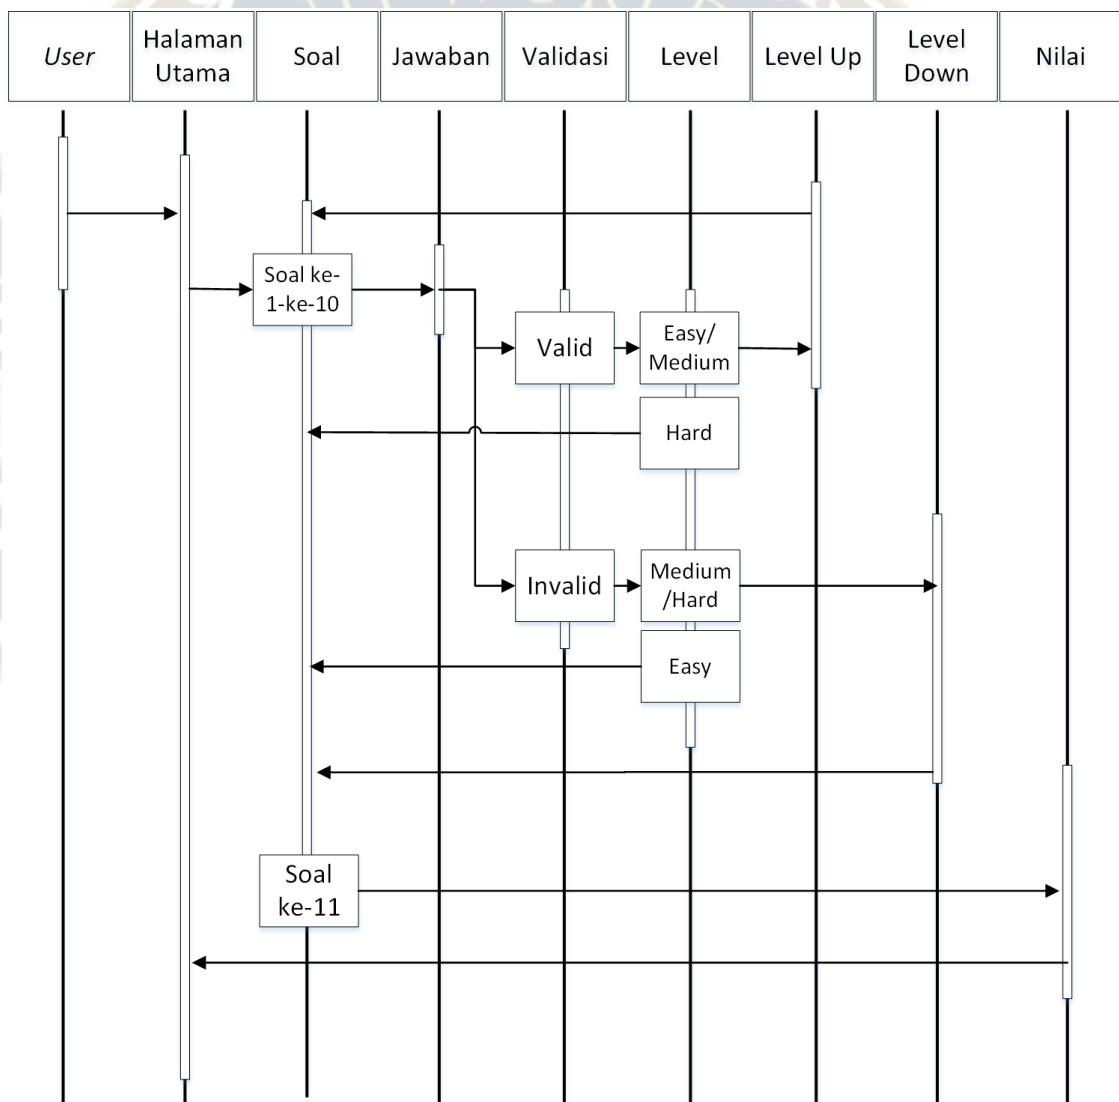 User
Halaman
Utama
Soal
Jawaban
Validasi
Level
Level Up
Level
Down
Nilai
Soal ke-
1-ke-10
Valid
Easy/
Medium
Hard
Invalid
Medium
/Hard
Easy
Soal
ke-11